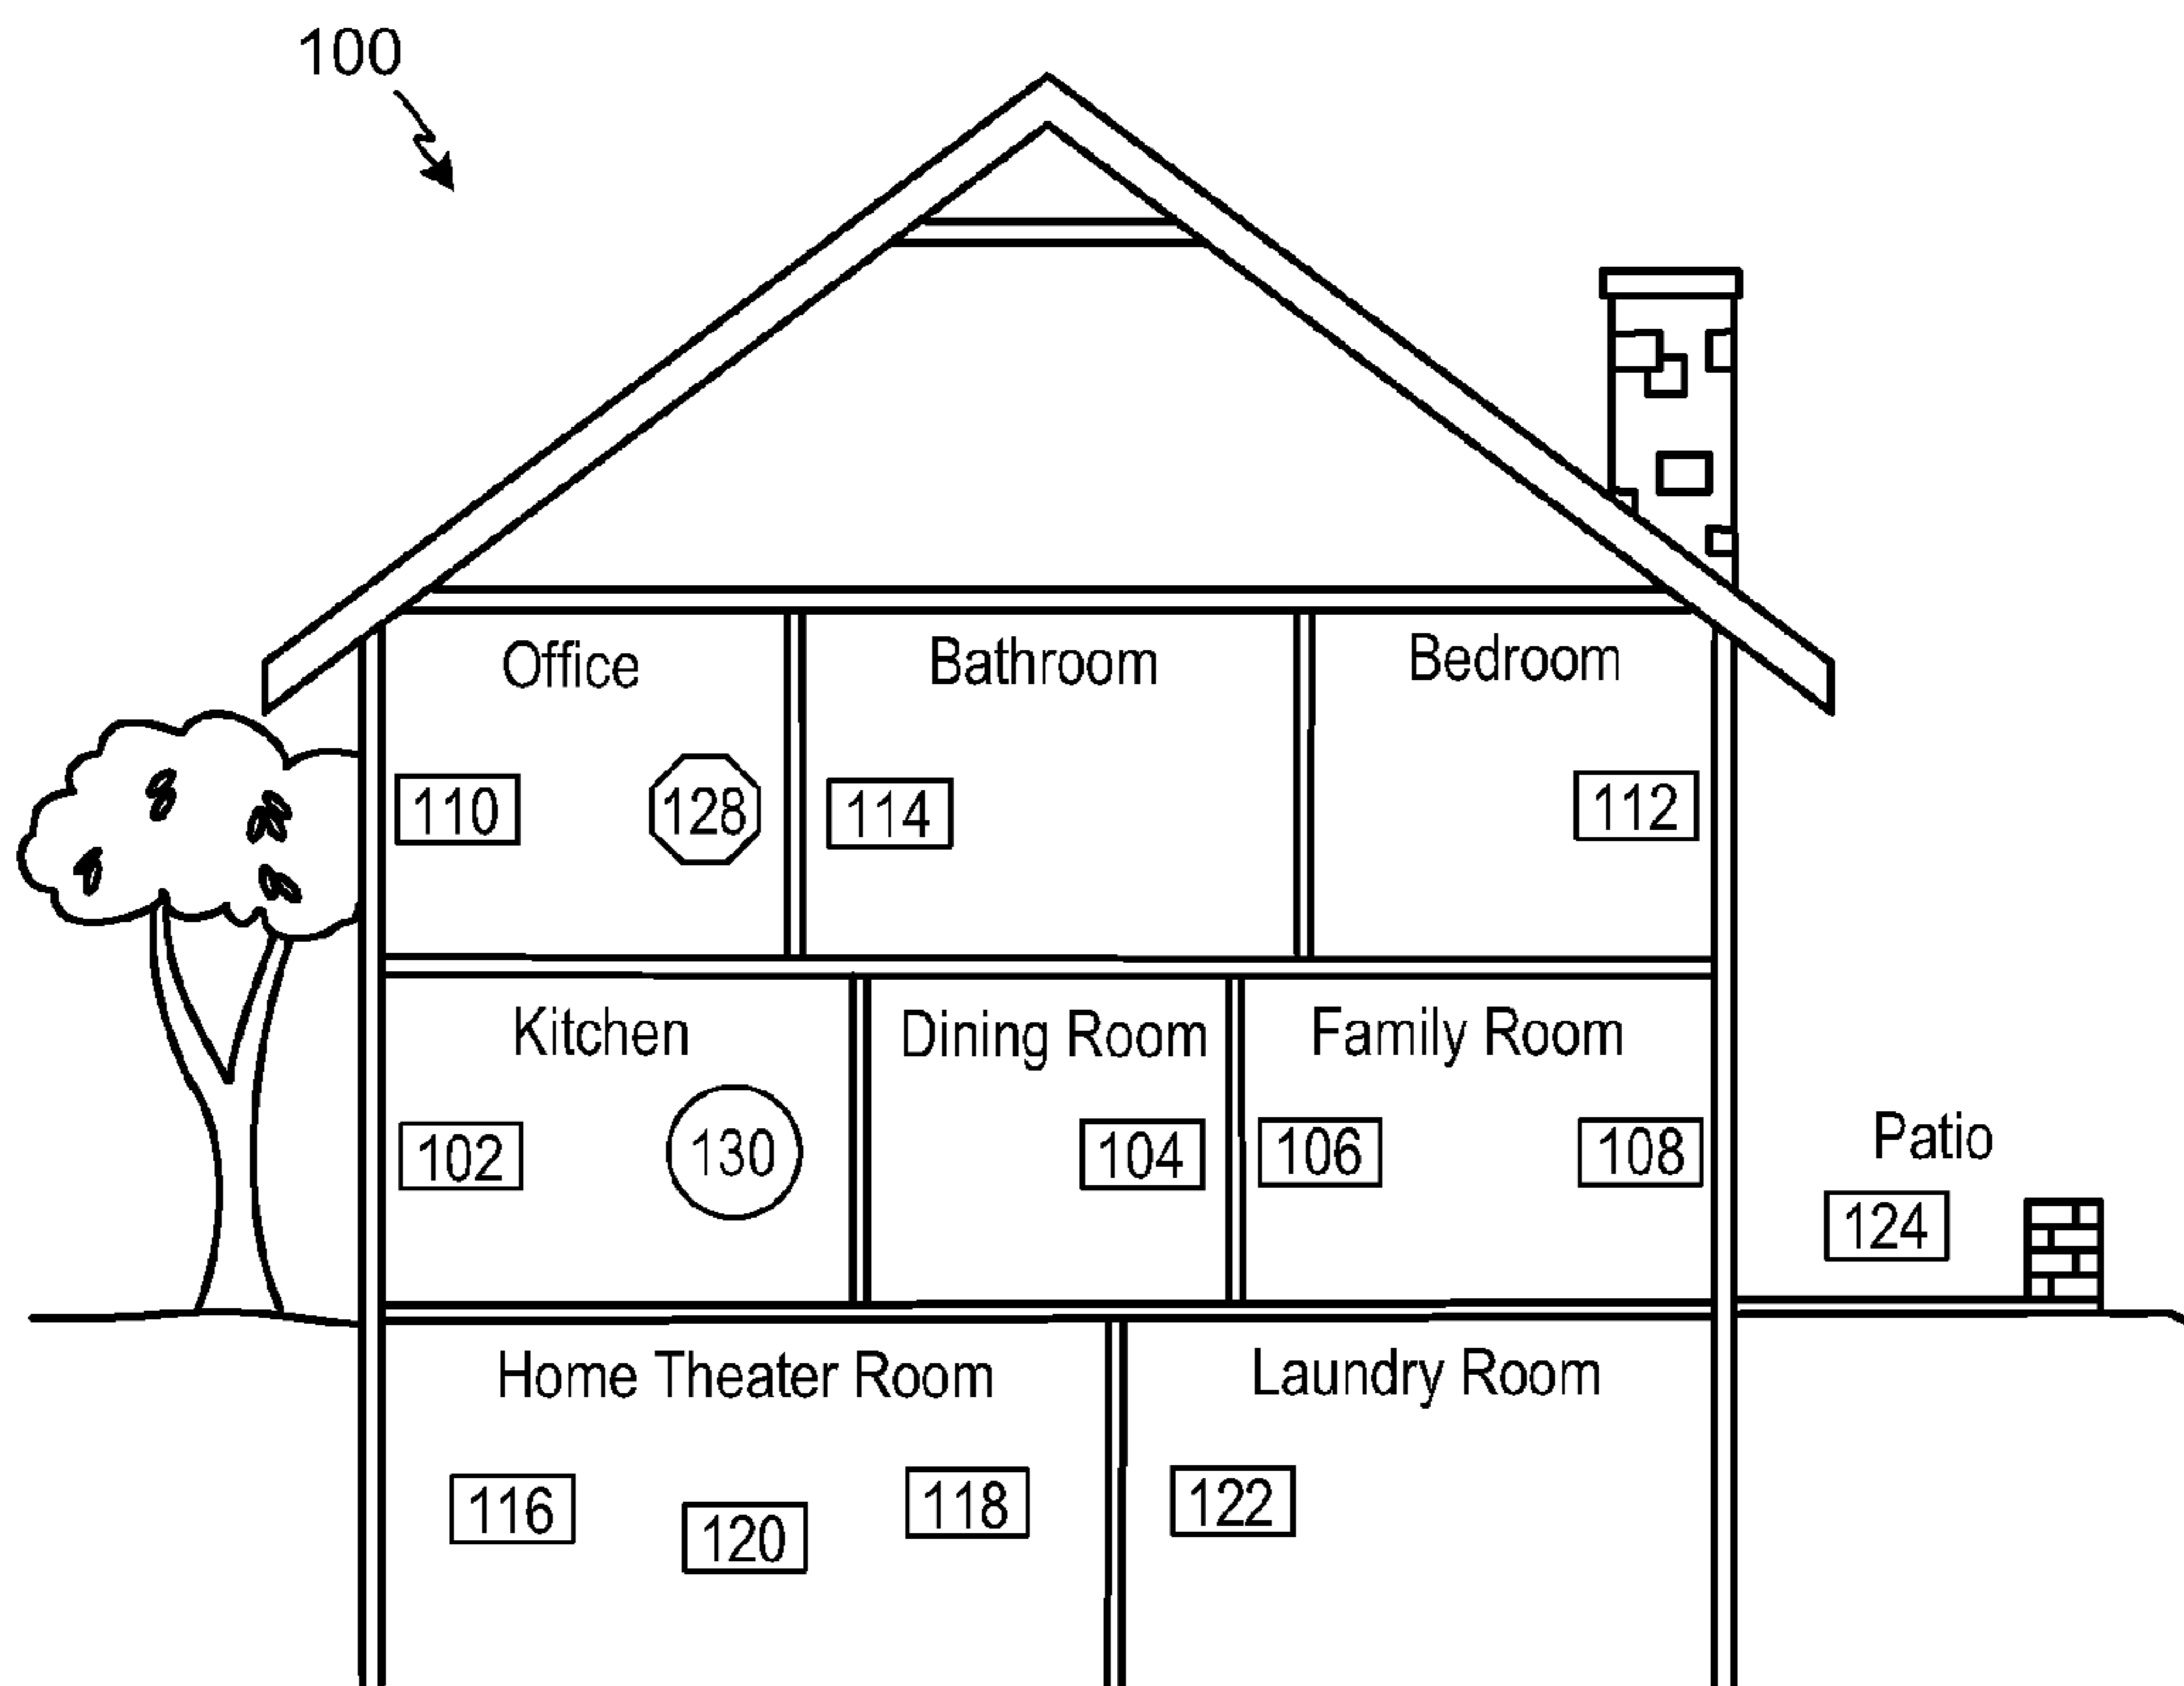 100
Office
Bathroom
Bedroom
110
128
114
112
Kitchen
Dining Room
Family Room
102
130
104
106
108
Patio
124
Home Theater Room
Laundry Room
116
120
118
122